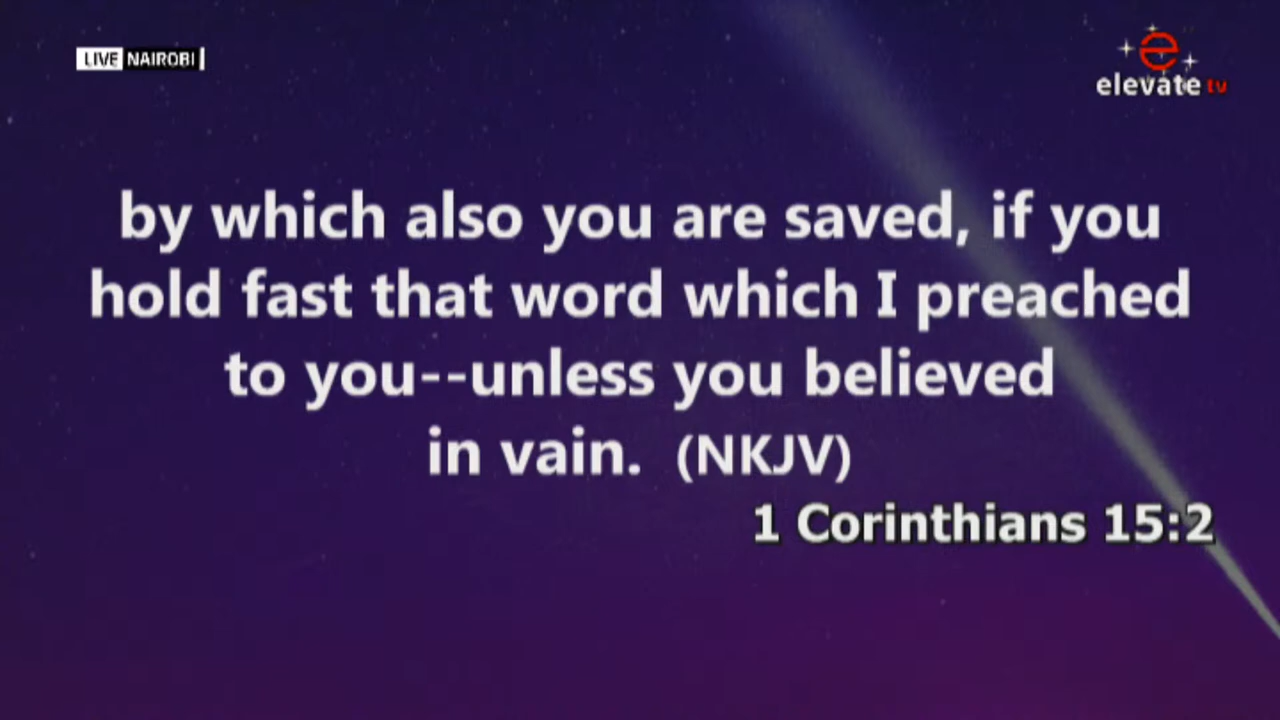 LIVE NAIROBI
elevate tv
by which also you are saved, if you
hold fast that word which I preached
to you--unless you believed
in vain.  (NKJV)
1 Corinthians 15:2